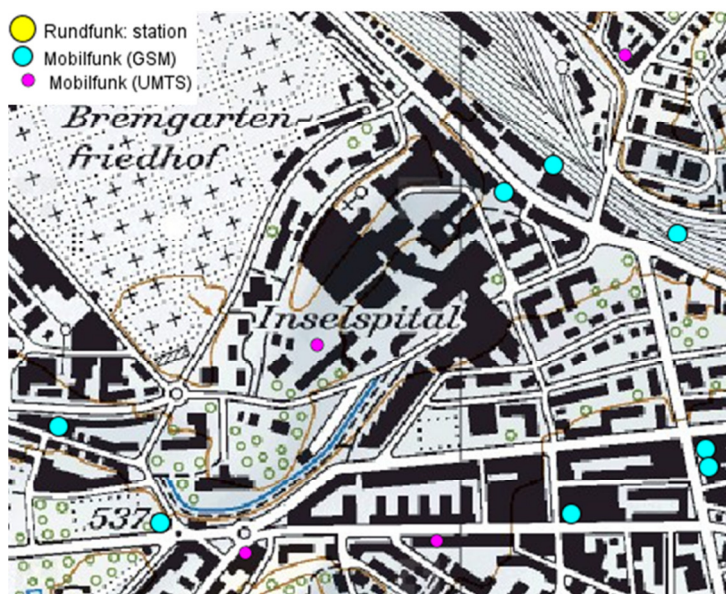 Rundfunk: station
Mobilfunk (GSM)
Mobilfunk (UMTS)
Bremgarten-
friedhof
Inselspital
537